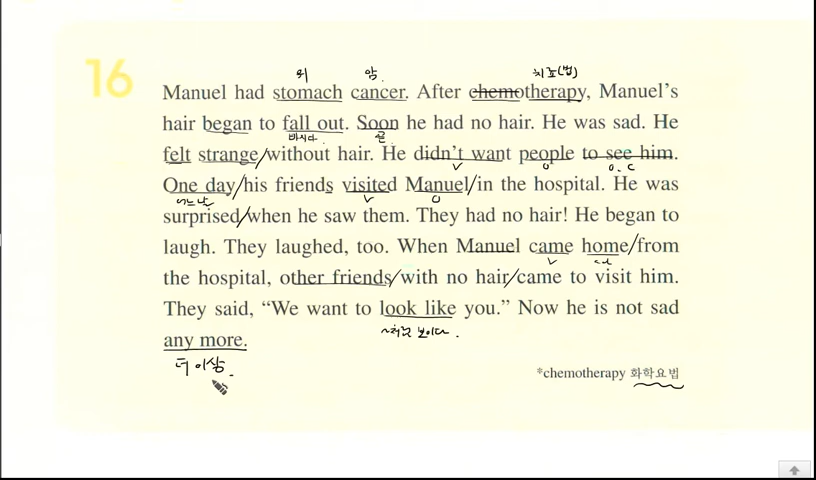 16
위 암 치료(법)
Manuel had stomach cancer. After chemotherapy, Manuel's
hair began to fall out. Soon he had no hair. He was sad. He
빠지다 곧
felt strange/without hair. He didn't want people to see him.
V O O.C
One day/his friends visited Manuel/in the hospital. He was
어느날 V O
surprised/when he saw them. They had no hair! He began to
laugh. They laughed, too. When Manuel came home/from
V
the hospital, other friends/with no hair/came to visit him.
They said, “We want to look like you.” Now he is not sad
~처럼 보이다.
any more.
더 이상.
*chemotherapy 화학요법